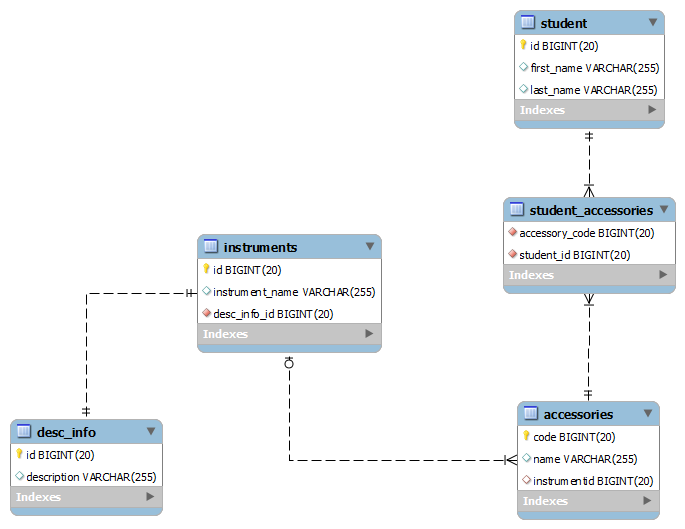 student
id BIGINT(20)
first_name VARCHAR(255)
last_name VARCHAR(255)
Indexes
student_accessories
accessory_code BIGINT(20)
student_id BIGINT(20)
Indexes
instruments
id BIGINT(20)
instrument_name VARCHAR(255)
desc_info_id BIGINT(20)
Indexes
desc_info
id BIGINT(20)
description VARCHAR(255)
Indexes
accessories
code BIGINT(20)
name VARCHAR(255)
instrumentid BIGINT(20)
Indexes